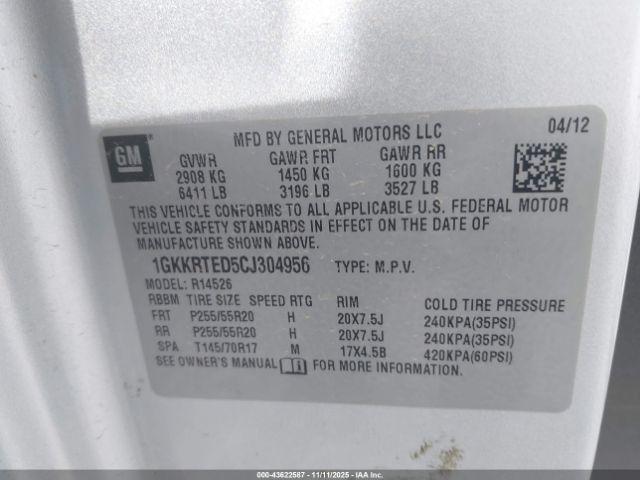 MFD BY GENERAL MOTORS LLC 04/12
GM
GVWR GAWR FRT GAWR RR
2908 KG 1450 KG 1600 KG
6411 LB 3196 LB 3527 LB
THIS VEHICLE CONFORMS TO ALL APPLICABLE U.S. FEDERAL MOTOR
VEHICLE SAFETY STANDARDS IN EFFECT ON THE DATE OF
MANUFACTURE SHOWN ABOVE.
1GKKRTED5CJ304956 TYPE: M.P.V.
MODEL: R14526
RBBM TIRE SIZE SPEED RTG RIM COLD TIRE PRESSURE
FRT P255/55R20 H 20X7.5J 240KPA(35PSI)
RR P255/55R20 H 20X7.5J 240KPA(35PSI)
SPA T145/70R17 M 17X4.5B 420KPA(60PSI)
SEE OWNER'S MANUAL FOR MORE INFORMATION.
000-43622587 - 11/11/2025 - IAAI.com